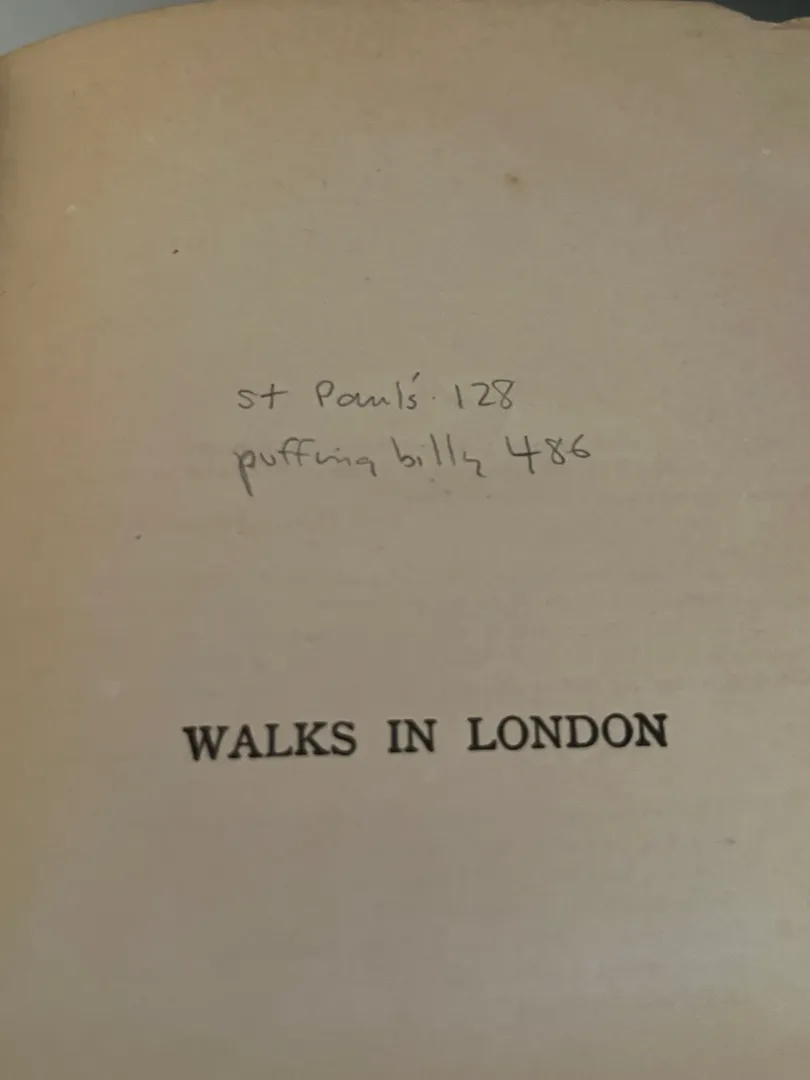 st Paul's 128
puffing billy 486
WALKS IN LONDON